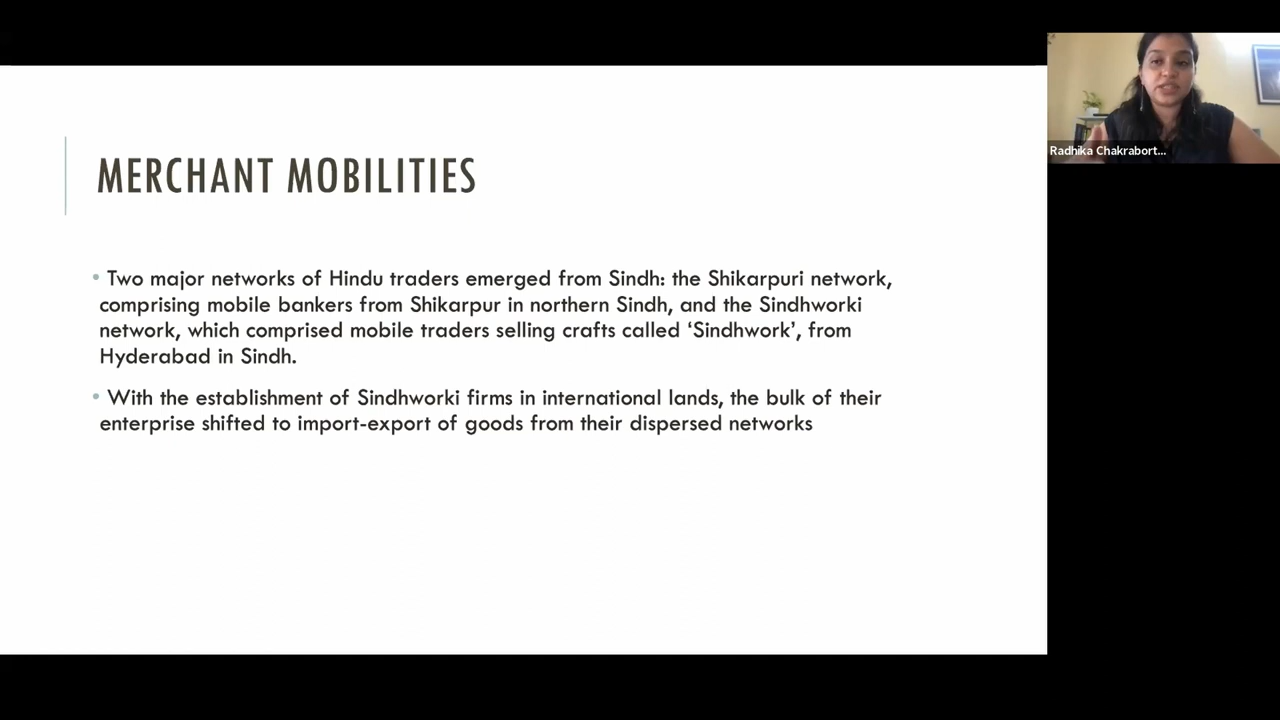 MERCHANT MOBILITIES
• Two major networks of Hindu traders emerged from Sindh: the Shikarpuri network,
comprising mobile bankers from Shikarpur in northern Sindh, and the Sindhworki
network, which comprised mobile traders selling crafts called ‘Sindhwork’, from
Hyderabad in Sindh.
• With the establishment of Sindhworki firms in international lands, the bulk of their
enterprise shifted to import-export of goods from their dispersed networks
Radhika Chakrabort...